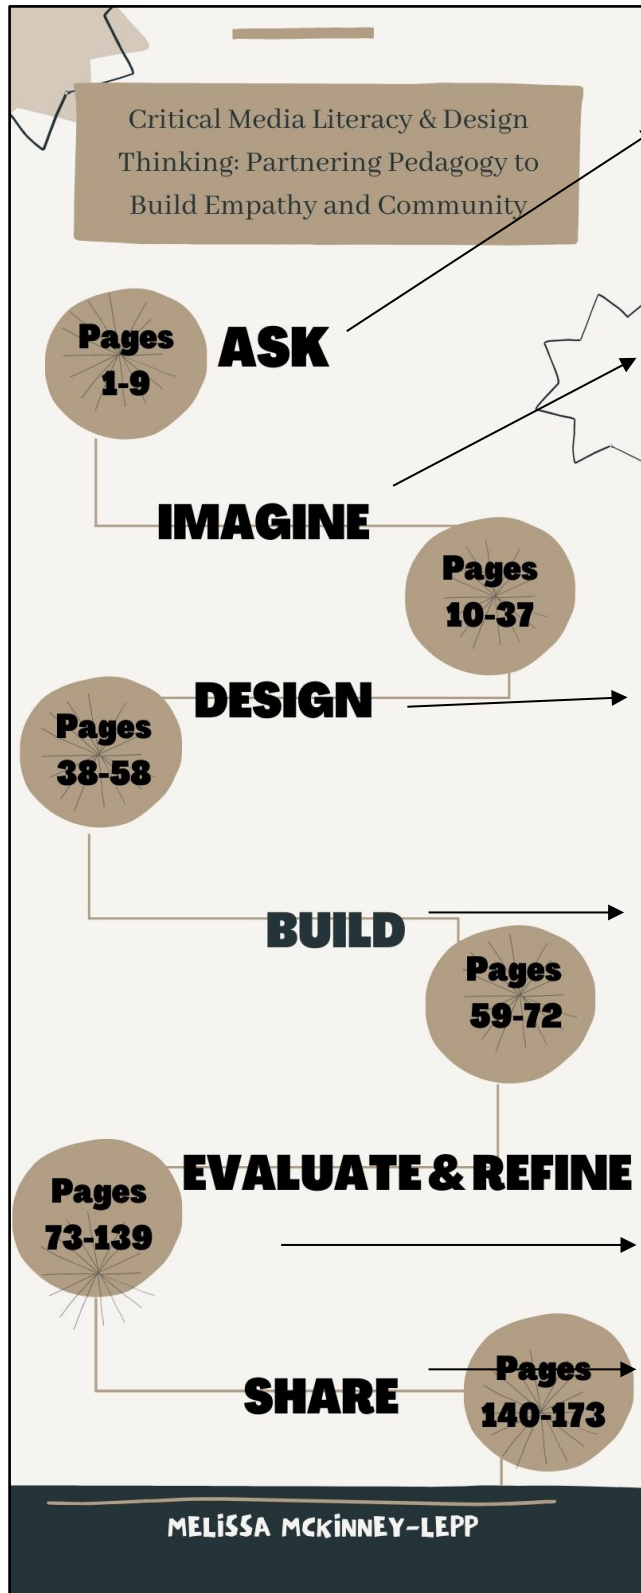 Critical Media Literacy & Design
Thinking: Partnering Pedagogy to
Build Empathy and Community
Pages
1-9
ASK
IMAGINE
Pages
10-37
DESIGN
Pages
38-58
BUILD
Pages
59-72
EVALUATE & REFINE
Pages
73-139
SHARE
Pages
140-173
MELISSA MCKINNEY-LEPP